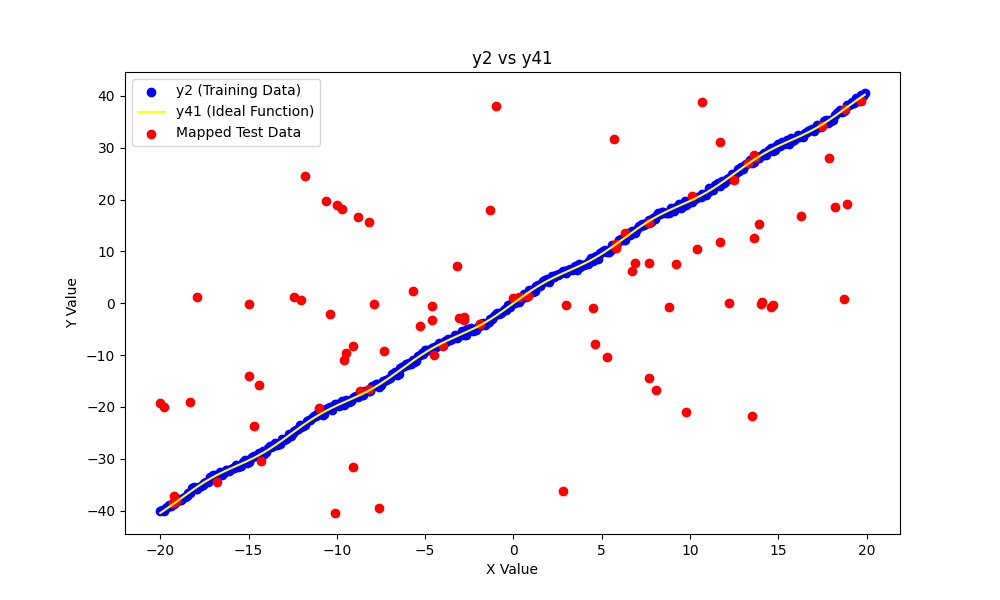 y2 vs y41
y2 (Training Data)
y41 (Ideal Function)
Mapped Test Data
Y Value
40
30
20
10
0
−10
−20
−30
−40
−20 −15 −10 −5 0 5 10 15 20
X Value